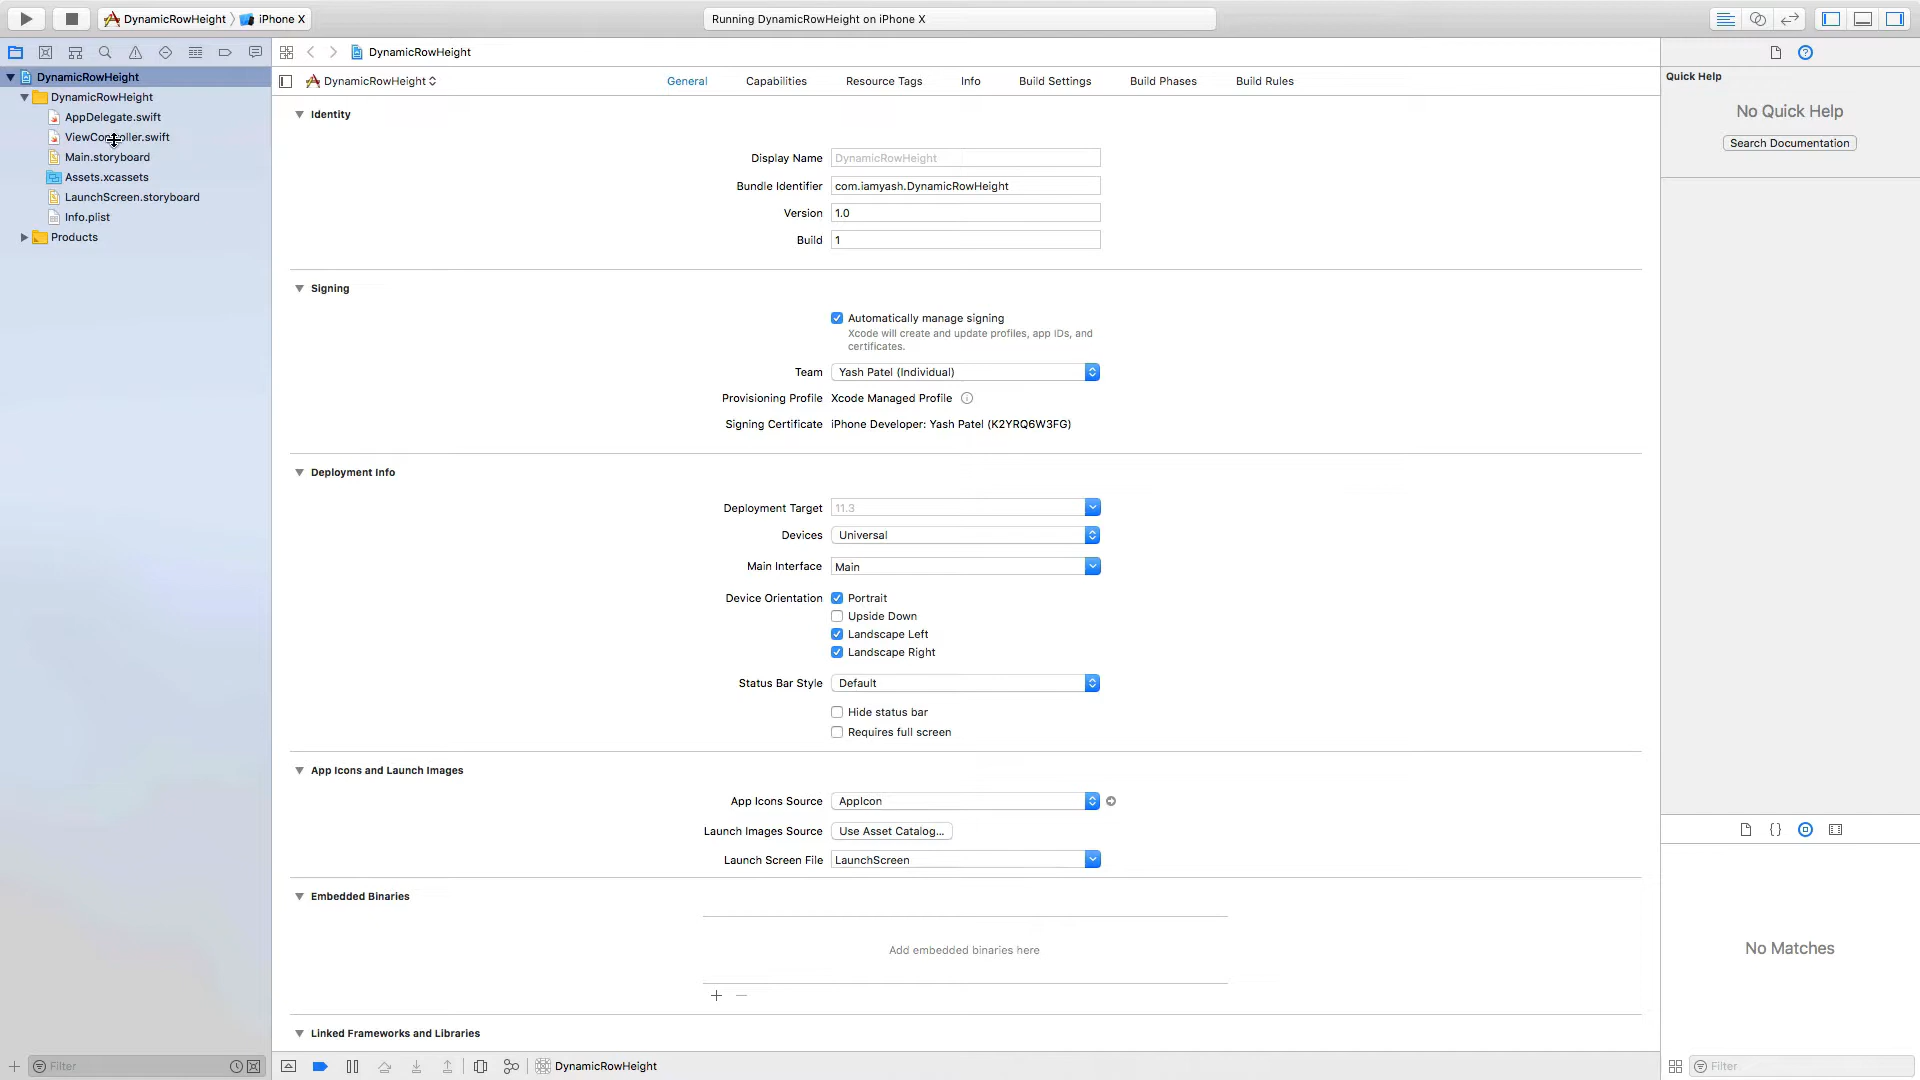 DynamicRowHeight
iPhone X
Running DynamicRowHeight on iPhone X
DynamicRowHeight
DynamicRowHeight
AppDelegate.swift
ViewController.swift
Main.storyboard
Assets.xcassets
LaunchScreen.storyboard
Info.plist
Products
Filter
DynamicRowHeight
DynamicRowHeight
General
Capabilities
Resource Tags
Info
Build Settings
Build Phases
Build Rules
Identity
Display Name DynamicRowHeight
Bundle Identifier com.iamyash.DynamicRowHeight
Version 1.0
Build 1
Signing
Automatically manage signing
Xcode will create and update profiles, app IDs, and
certificates.
Team Yash Patel (Individual)
Provisioning Profile Xcode Managed Profile
Signing Certificate iPhone Developer: Yash Patel (K2YRQ6W3FG)
Deployment Info
Deployment Target 11.3
Devices Universal
Main Interface Main
Device Orientation Portrait
Upside Down
Landscape Left
Landscape Right
Status Bar Style Default
Hide status bar
Requires full screen
App Icons and Launch Images
App Icons Source AppIcon
Launch Images Source Use Asset Catalog...
Launch Screen File LaunchScreen
Embedded Binaries
Add embedded binaries here
Linked Frameworks and Libraries
DynamicRowHeight
Quick Help
No Quick Help
Search Documentation
No Matches
Filter